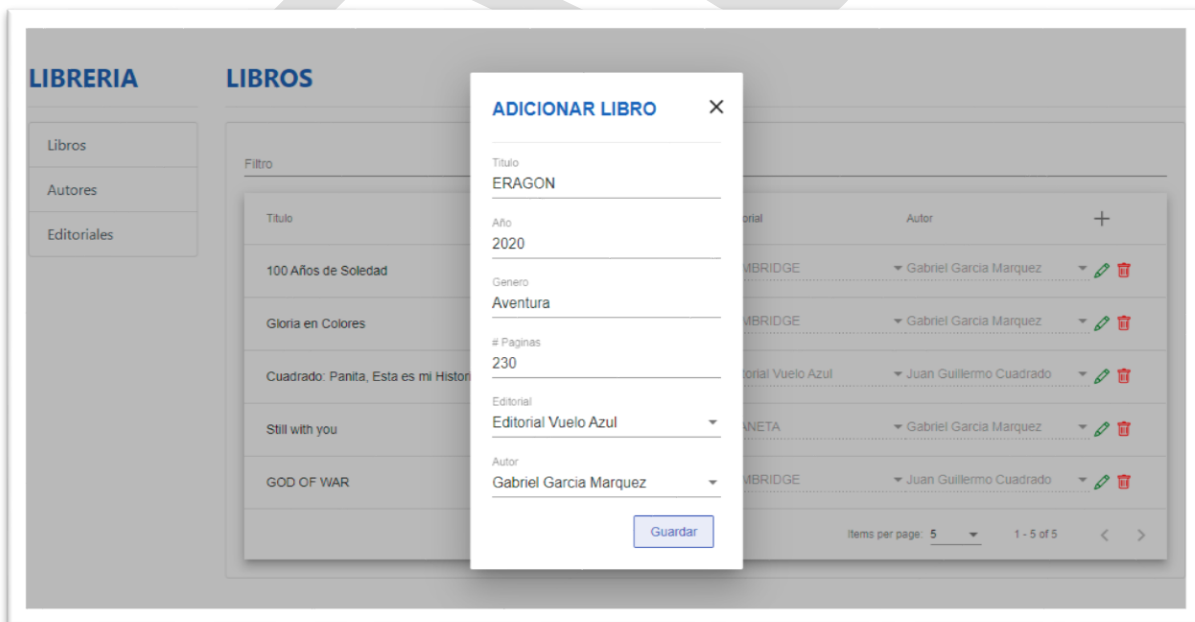 LIBRERIA
LIBROS
Libros
Autores
Editoriales
Filtro
Titulo
Autor
100 Años de Soledad
Gabriel Garcia Marquez
Gloria en Colores
Gabriel Garcia Marquez
Cuadrado: Panita, Esta es mi
Vuelo Azul
Juan Guillermo Cuadrado
Still with you
Gabriel Garcia Marquez
GOD OF WAR
Juan Guillermo Cuadrado
Items per page: 5
1 - 5 of 5
ADICIONAR LIBRO
Titulo
ERAGON
Año
2020
Genero
Aventura
# Paginas
230
Editorial
Editorial Vuelo Azul
Autor
Gabriel Garcia Marquez
Guardar